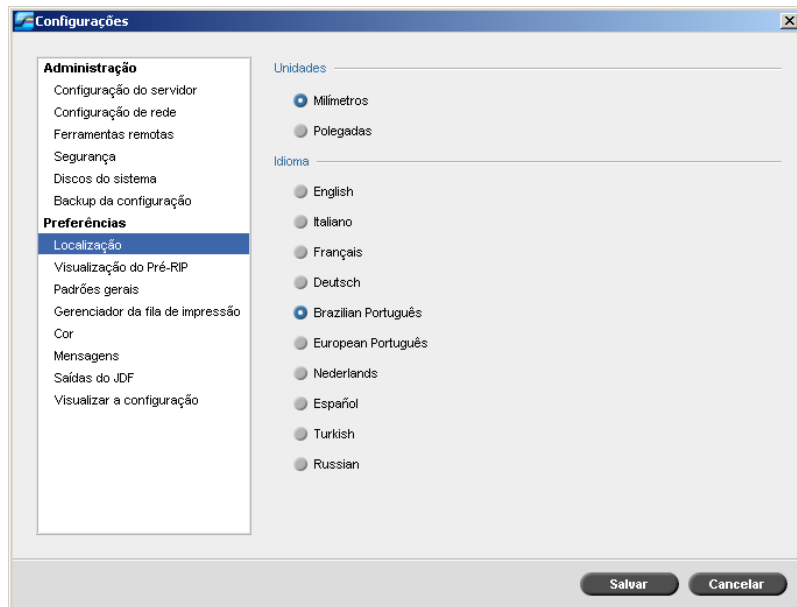 Configurações
Administração
Configuração do servidor
Configuração de rede
Ferramentas remotas
Segurança
Discos do sistema
Backup da configuração
Preferências
Localização
Visualização do Pré-RIP
Padrões gerais
Gerenciador da fila de impressão
Cor
Mensagens
Saídas do JDF
Visualizar a configuração
Unidades
Milímetros
Polegadas
Idioma
English
Italiano
Français
Deutsch
Brazilian Português
European Português
Nederlands
Español
Turkish
Russian
Salvar Cancelar